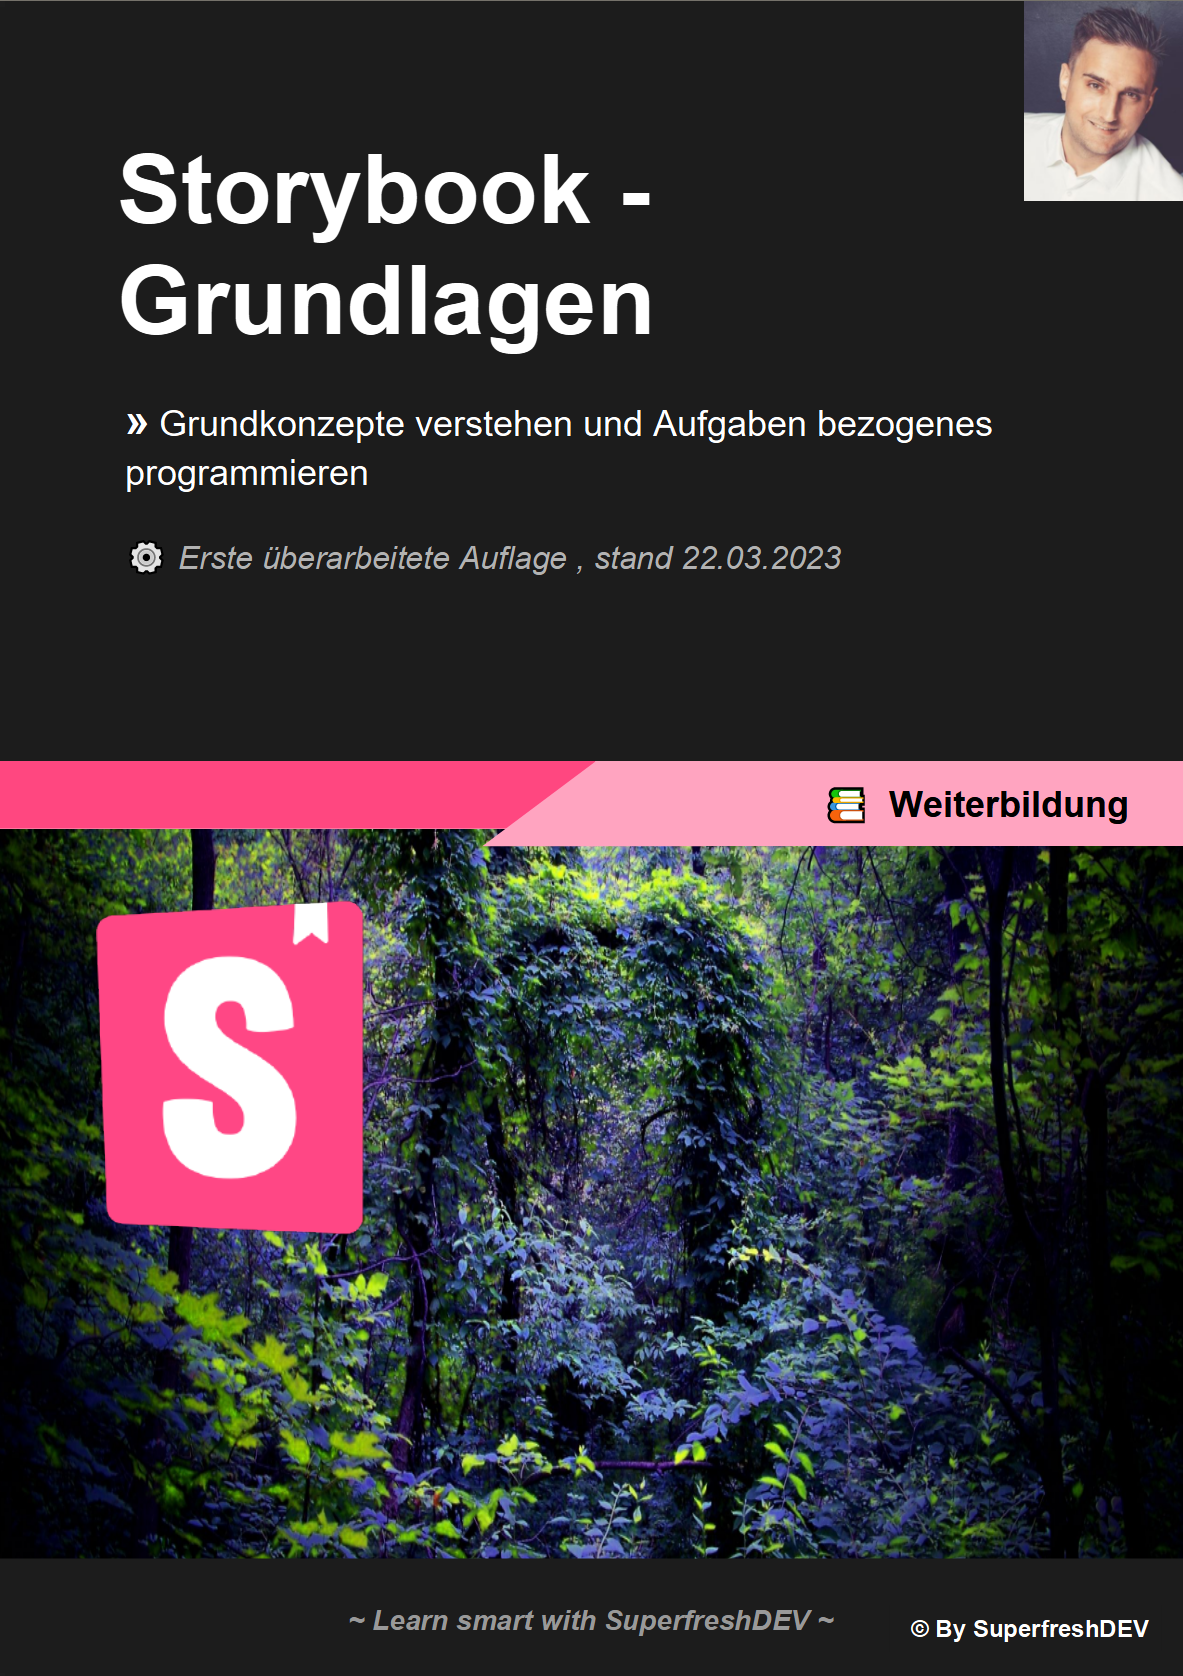 Storybook -
Grundlagen
» Grundkonzepte verstehen und Aufgaben bezogenes
programmieren
Erste überarbeitete Auflage , stand 22.03.2023
Weiterbildung
S
~ Learn smart with SuperfreshDEV ~
© By SuperfreshDEV